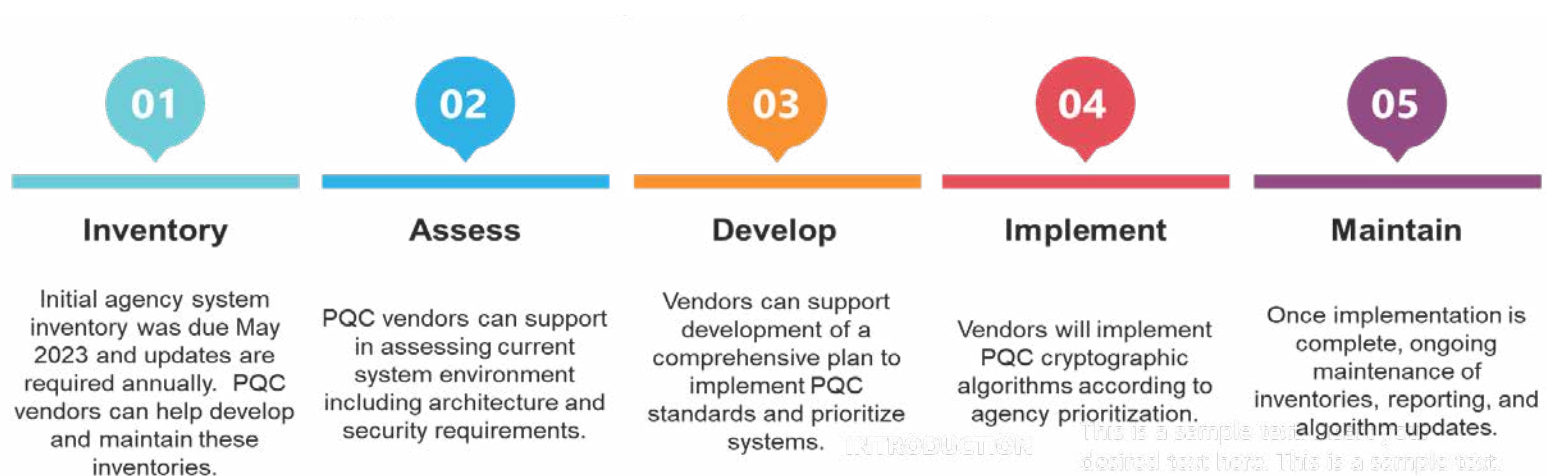 01
02
03
04
05
Inventory
Assess
Develop
Implement
Maintain
Initial agency system
inventory was due May
2023 and updates are
required annually. PQC
vendors can help develop
and maintain these
inventories.
PQC vendors can support
in assessing current
system environment
including architecture and
security requirements.
Vendors can support
development of a
comprehensive plan to
implement PQC
standards and prioritize
systems.
Vendors will implement
PQC cryptographic
algorithms according to
agency prioritization.
Once implementation is
complete, ongoing
maintenance of
inventories, reporting, and
algorithm updates.
INTRODUCTION
This is a sample text.
desired text here. This is a sample text.